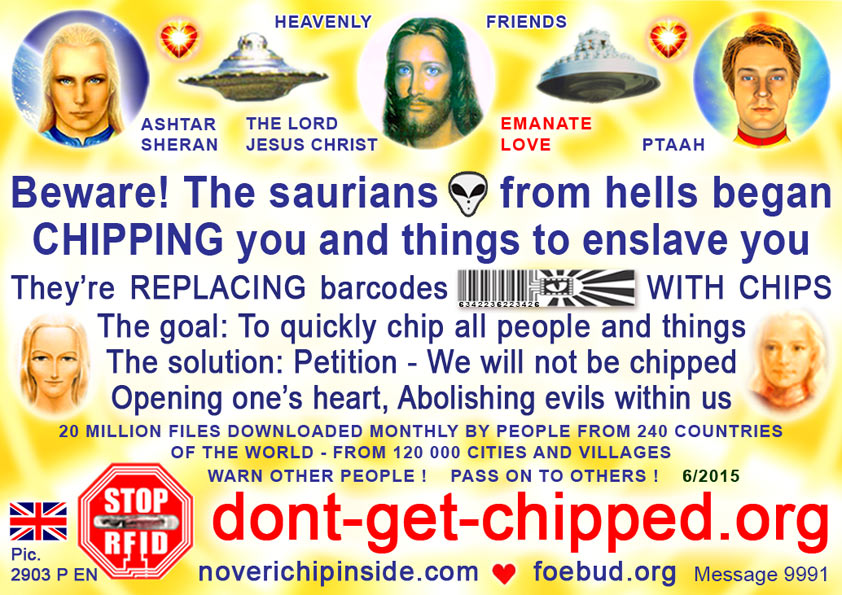 HEAVENLY FRIENDS
ASHTAR SHERAN
THE LORD JESUS CHRIST
EMANATE LOVE
PTAAH
Beware! The saurians from hells began
CHIPPING you and things to enslave you
They’re REPLACING barcodes WITH CHIPS
6342236223426
The goal: To quickly chip all people and things
The solution: Petition - We will not be chipped
Opening one’s heart, Abolishing evils within us
20 MILLION FILES DOWNLOADED MONTHLY BY PEOPLE FROM 240 COUNTRIES
OF THE WORLD - FROM 120 000 CITIES AND VILLAGES
WARN OTHER PEOPLE ! PASS ON TO OTHERS ! 6/2015
STOP
RFID
dont-get-chipped.org
Pic.
2903 P EN
noverichipinside.com foebud.org Message 9991